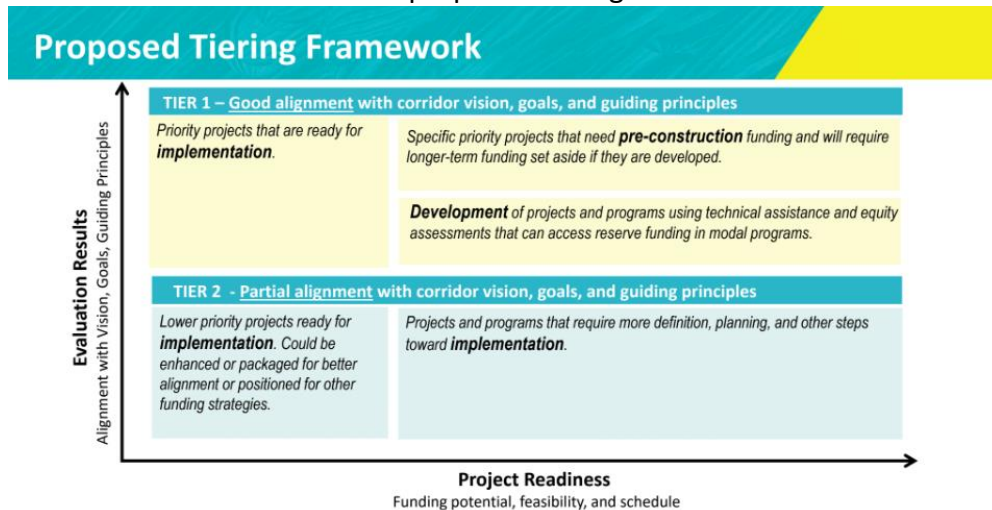 Proposed Tiering Framework
TIER 1 – Good alignment with corridor vision, goals, and guiding principles
Priority projects that are ready for
implementation.
Specific priority projects that need pre-construction funding and will require
longer-term funding set aside if they are developed.
Development of projects and programs using technical assistance and equity
assessments that can access reserve funding in modal programs.
TIER 2 - Partial alignment with corridor vision, goals, and guiding principles
Lower priority projects ready for
implementation. Could be
enhanced or packaged for better
alignment or positioned for other
funding strategies.
Projects and programs that require more definition, planning, and other steps
toward implementation.
Evaluation Results
Alignment with Vision, Goals, Guiding Principles
Project Readiness
Funding potential, feasibility, and schedule